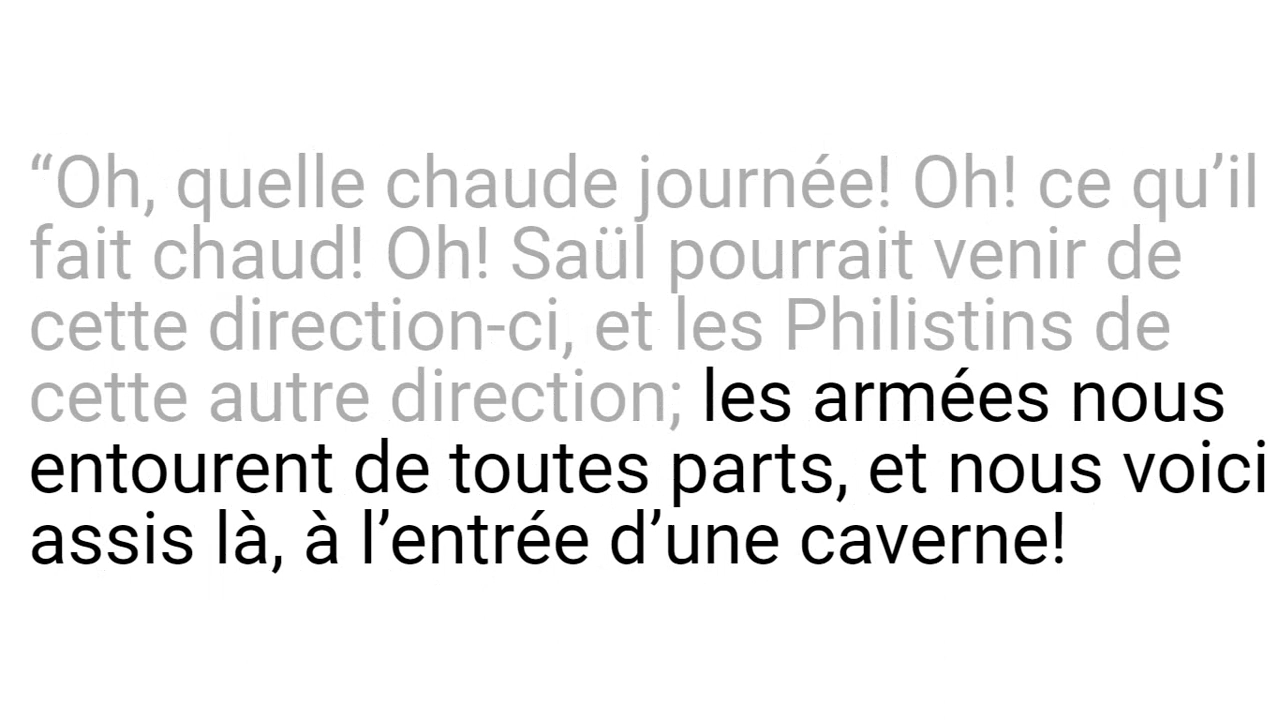 “Oh, quelle chaude journée! Oh! ce qu’il
fait chaud! Oh! Saül pourrait venir de
cette direction-ci, et les Philistins de
cette autre direction; les armées nous
entourent de toutes parts, et nous voici
assis là, à l’entrée d’une caverne!